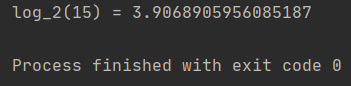 log_2(15) = 3.9068905956085187
Process finished with exit code 0